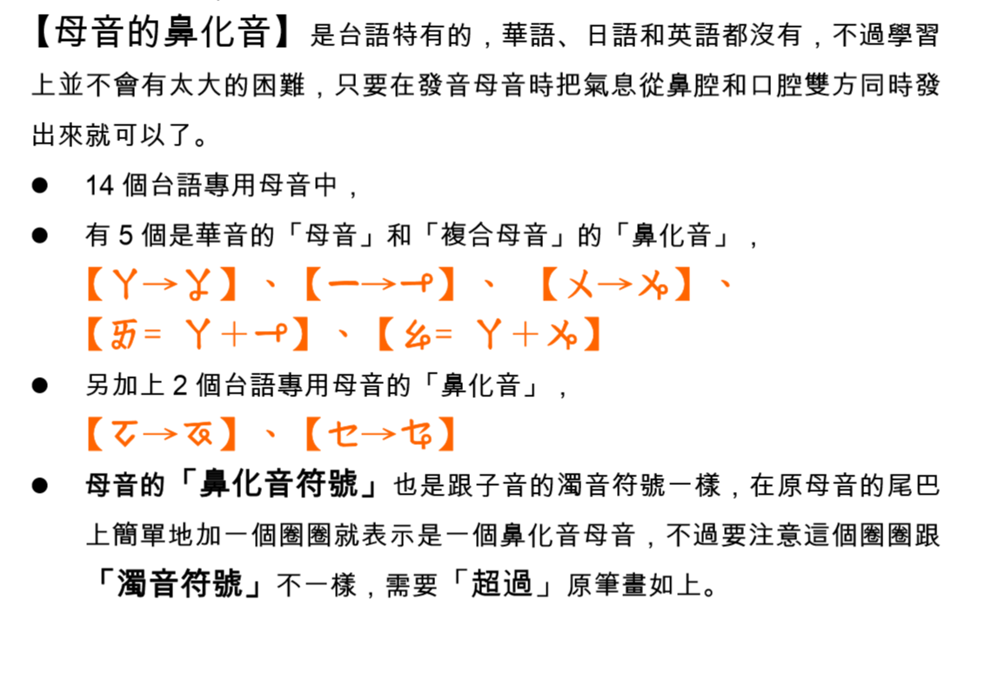 【母音的鼻化音】是台語特有的，華語、日語和英語都沒有，不過學習
上並不會有太大的困難，只要在發音母音時把氣息從鼻腔和口腔雙方同時發
出來就可以了。
● 14 個台語專用母音中，
● 有 5 個是華音的「母音」和「複合母音」的「鼻化音」，
【ㄚ→ㆩ】、【一→ㆪ】、【ㄨ→ㆫ】、
【ㆮ= ㄚ＋ㆪ】、【ㆯ= ㄚ＋ㆫ】
● 另加上 2 個台語專用母音的「鼻化音」，
【ㆦ→ㆧ】、【ㆤ→ㆥ】
● 母音的「鼻化音符號」也是跟子音的濁音符號一樣，在原母音的尾巴
上簡單地加一個圈圈就表示是一個鼻化音母音，不過要注意這個圈圈跟
「濁音符號」不一樣，需要「超過」原筆畫如上。